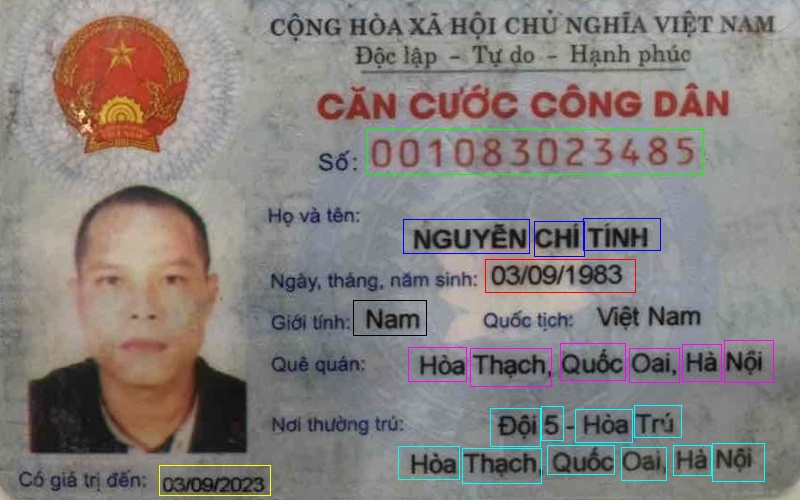 CỘNG HÒA XÃ HỘI CHỦ NGHĨA VIỆT NAM
Độc lập - Tự do - Hạnh phúc
CĂN CƯỚC CÔNG DÂN
Số: 001083023485
Họ và tên:
NGUYỄN CHÍ TÍNH
Ngày, tháng, năm sinh: 03/09/1983
Giới tính: Nam Quốc tịch: Việt Nam
Quê quán: Hòa Thạch, Quốc Oai, Hà Nội
Nơi thường trú: Đội 5 - Hòa Trú
Hòa Thạch, Quốc Oai, Hà Nội
Có giá trị đến: 03/09/2023